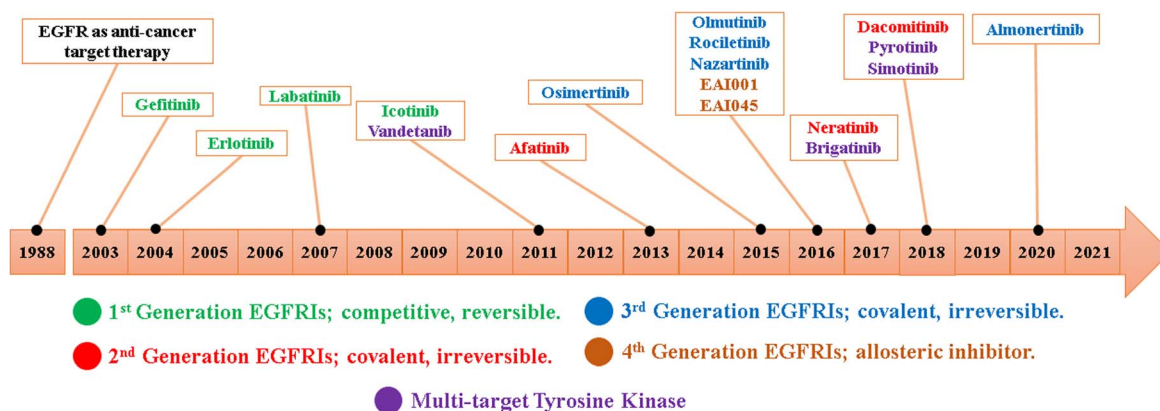 EGFR as anti-cancer
target therapy
Gefitinib
Erlotinib
Labatinib
Icotinib
Vandetanib
Afatinib
Osimertinib
Olmutinib
Rociletinib
Nazartinib
EAI001
EAI045
Neratinib
Brigatinib
Dacomitinib
Pyrotinib
Simotinib
Almonertinib
1988 2003 2004 2005 2006 2007 2008 2009 2010 2011 2012 2013 2014 2015 2016 2017 2018 2019 2020 2021
1st Generation EGFRIs; competitive, reversible.
3rd Generation EGFRIs; covalent, irreversible.
2nd Generation EGFRIs; covalent, irreversible.
4th Generation EGFRIs; allosteric inhibitor.
Multi-target Tyrosine Kinase